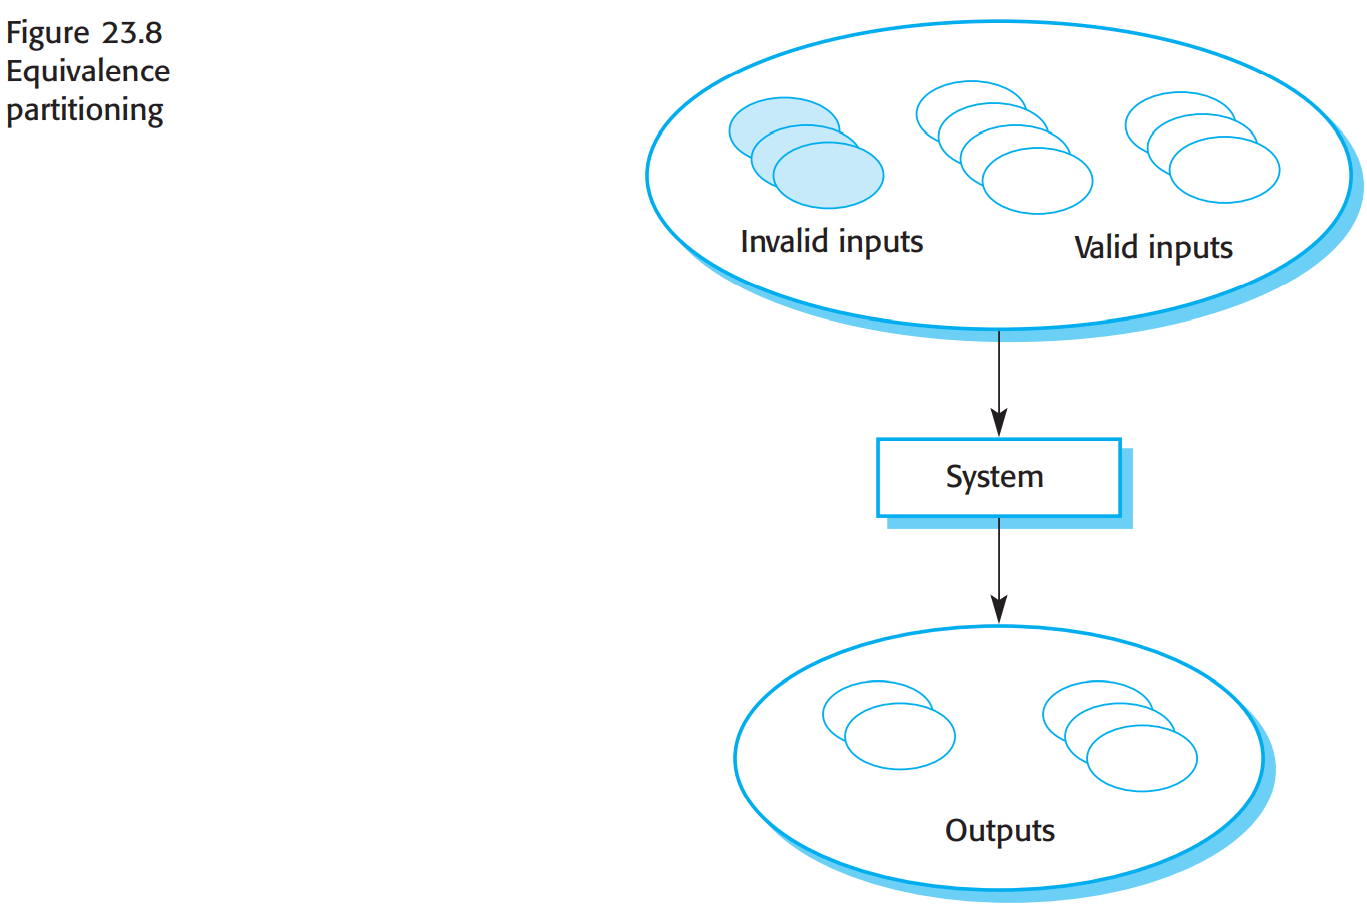 Figure 23.8
Equivalence
partitioning
Invalid inputs
Valid inputs
System
Outputs